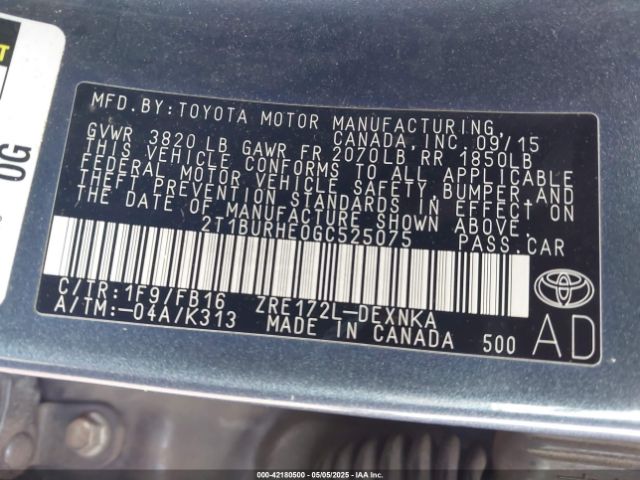 MFD. BY: TOYOTA MOTOR MANUFACTURING,
CANADA, INC. 09/15
GVWR 3820 LB GAWR FR 2070LB RR 1850LB
THIS VEHICLE CONFORMS TO ALL APPLICABLE
FEDERAL MOTOR VEHICLE SAFETY, BUMPER, AND
THEFT PREVENTION STANDARDS IN EFFECT ON
THE DATE OF MANUFACTURE SHOWN ABOVE.
2T1BURHE0GC525075 PASS. CAR
C/TR: 1F9/FB16 ZRE172L-DEXNKA
A/TM: -04A/K313 MADE IN CANADA 500
AD
OG
000-42180500 - 05/05/2025 - IAA Inc.